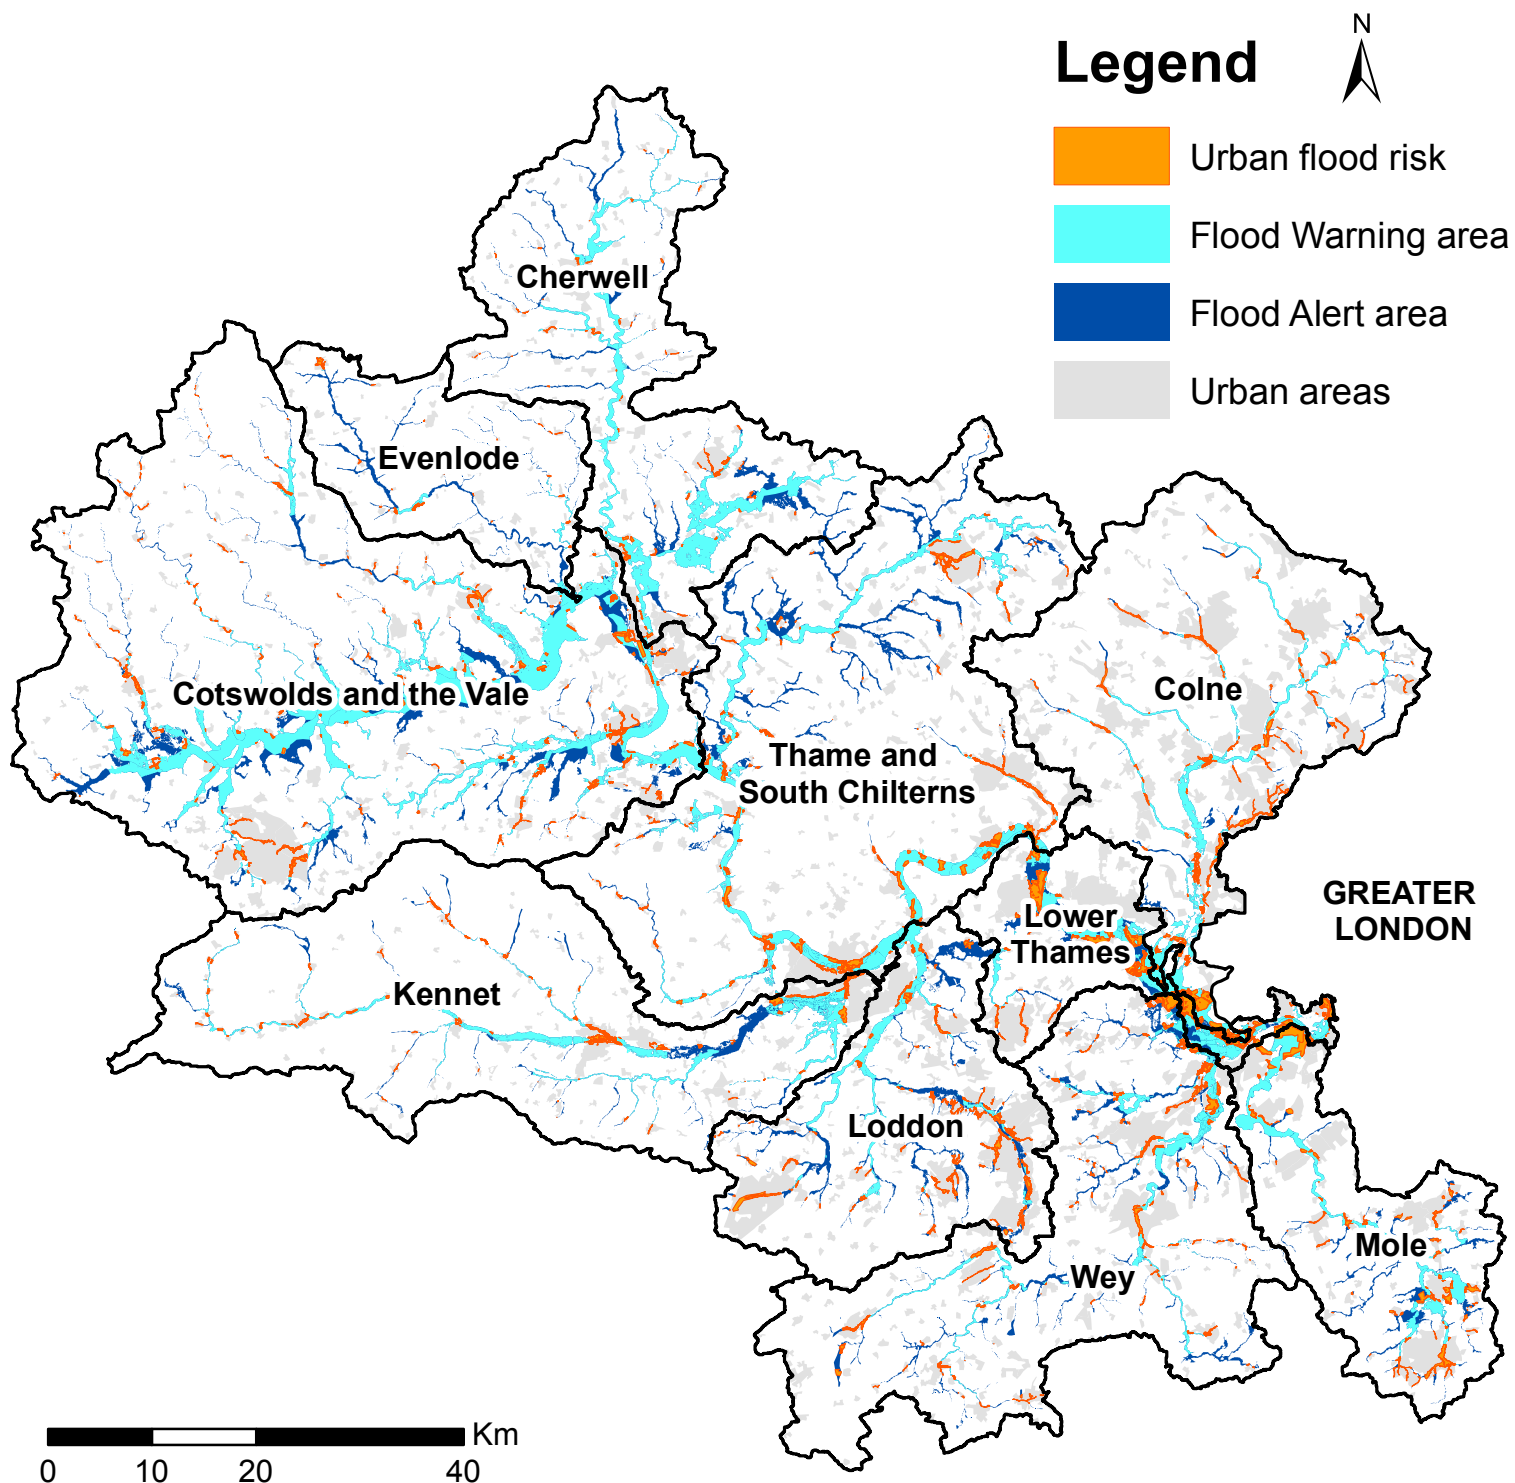 N
Legend
Urban flood risk
Flood Warning area
Flood Alert area
Urban areas
Cherwell
Evenlode
Cotswolds and the Vale
Colne
Thame and
South Chilterns
GREATER
LONDON
Lower
Thames
Kennet
Loddon
Mole
Wey
Km
0 10 20 40